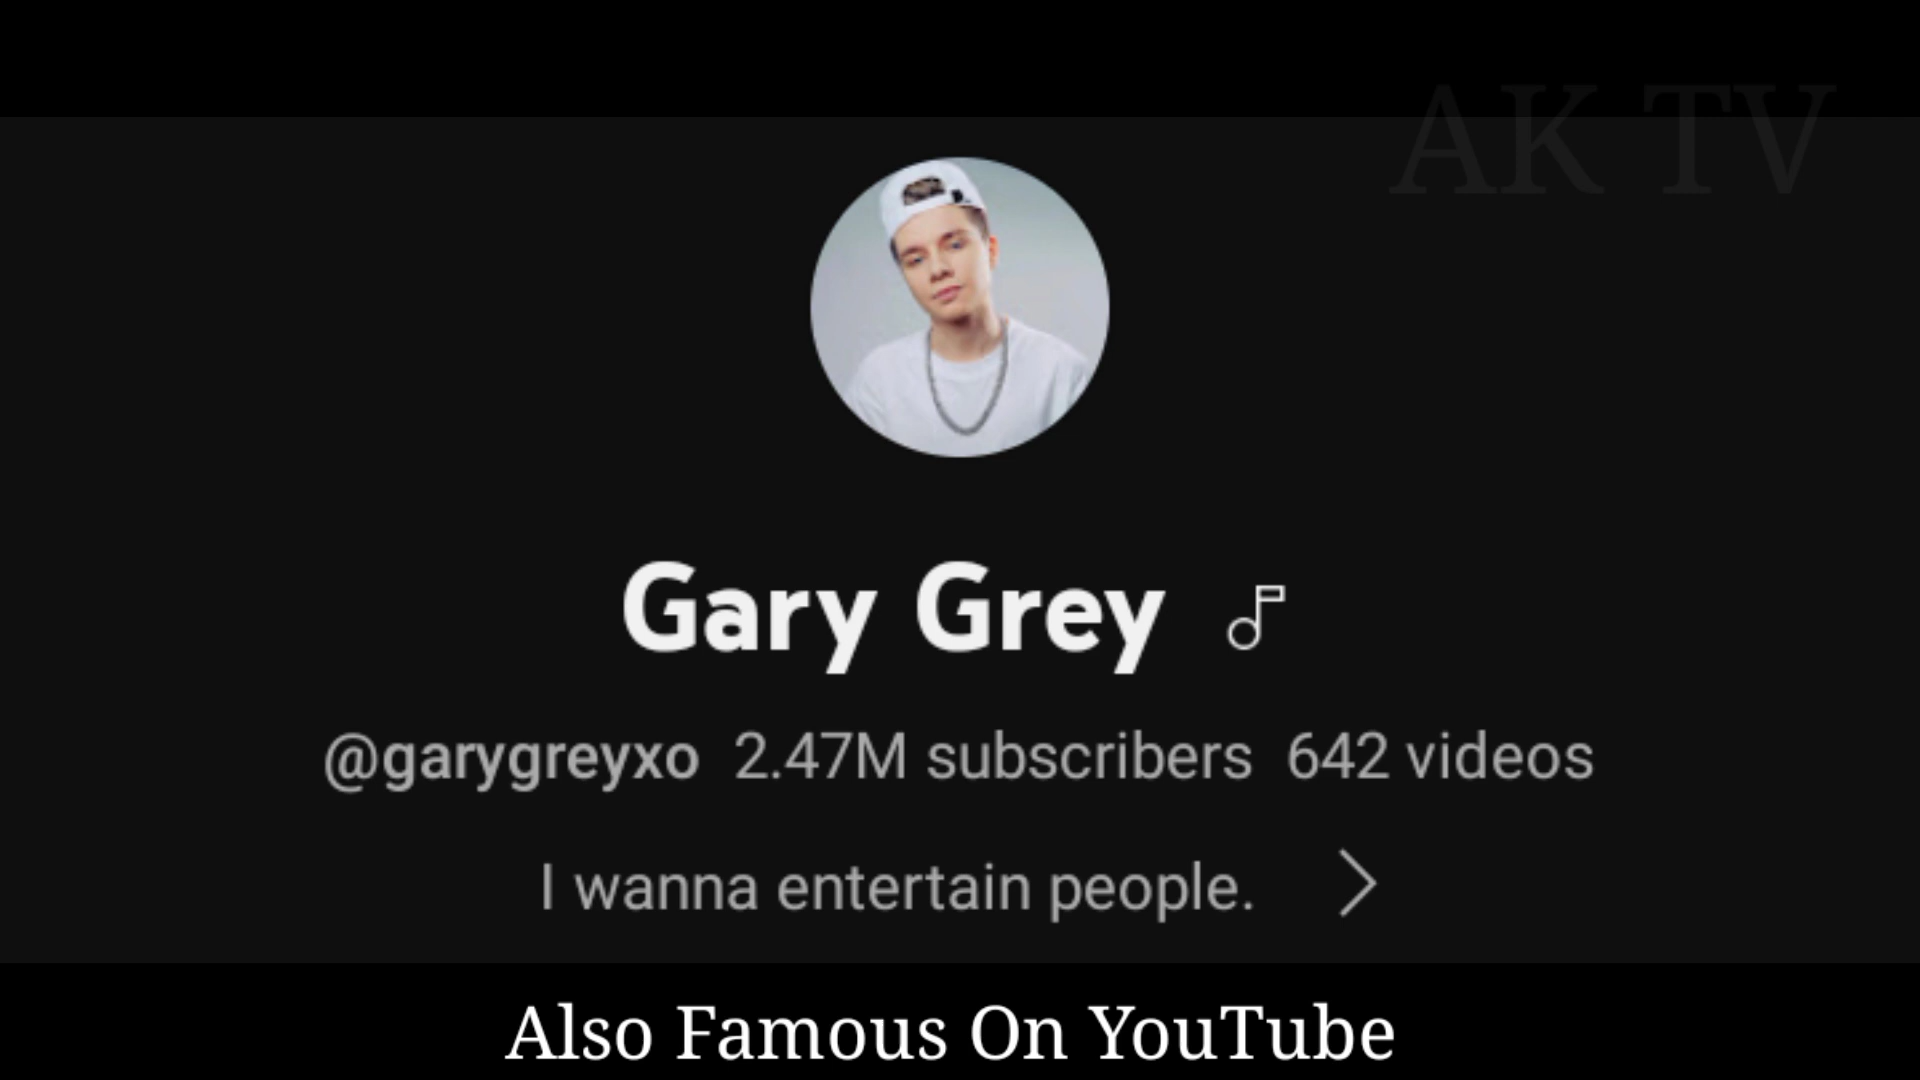 AK TV
Gary Grey
@garygreyxo 2.47M subscribers 642 videos
I wanna entertain people.
Also Famous On YouTube